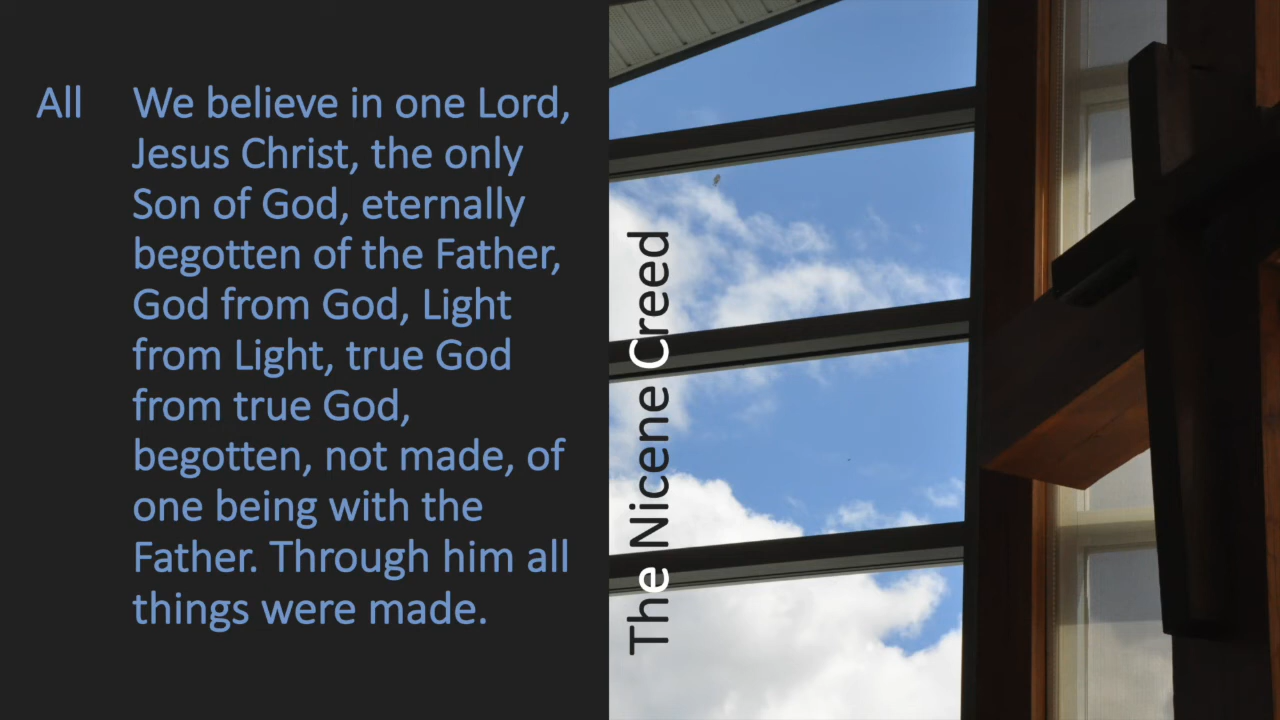 All We believe in one Lord,
Jesus Christ, the only
Son of God, eternally
begotten of the Father,
God from God, Light
from Light, true God
from true God,
begotten, not made, of
one being with the
Father. Through him all
things were made.
The Nicene Creed